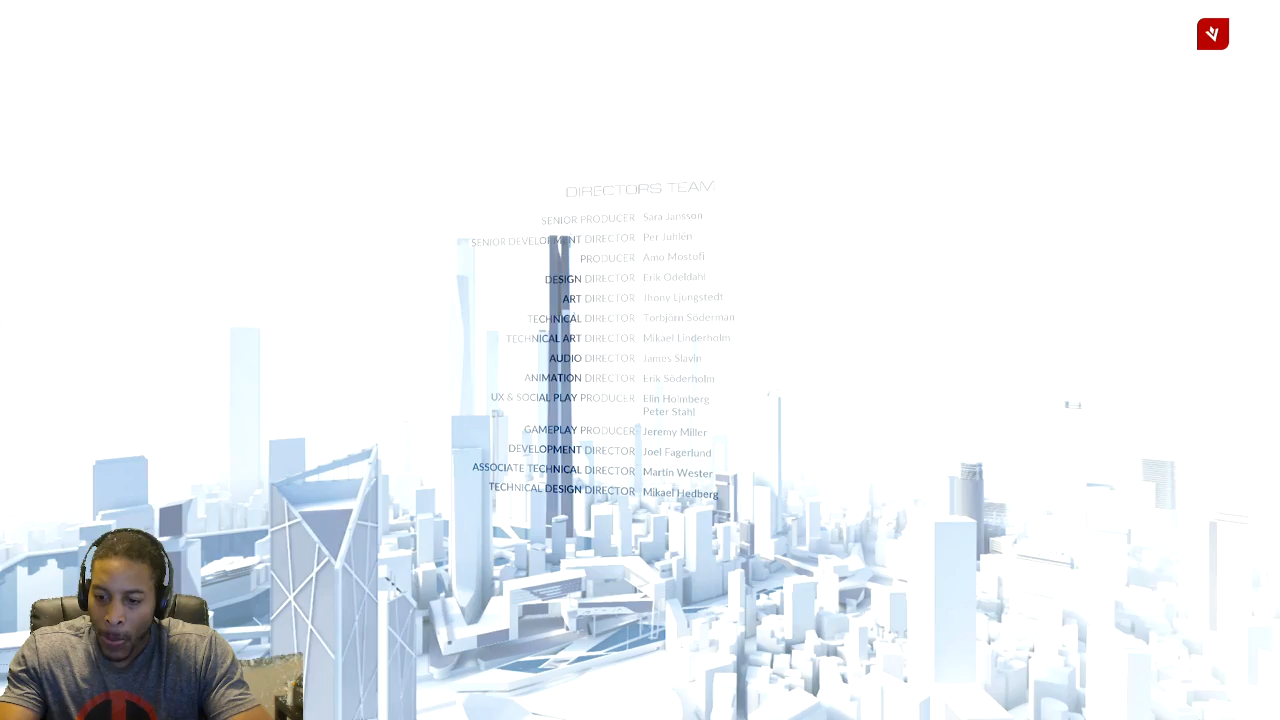 DIRECTORS TEAM
SENIOR PRODUCER Sara Jansson
SENIOR DEVELOPMENT DIRECTOR Per Juhlén
PRODUCER Amo Mostofi
DESIGN DIRECTOR Erik Odeldahl
ART DIRECTOR Jhony Ljungstedt
TECHNICAL DIRECTOR Torbjörn Söderman
TECHNICAL ART DIRECTOR Mikael Linderholm
AUDIO DIRECTOR James Slavin
ANIMATION DIRECTOR Erik Söderholm
UX & SOCIAL PLAY PRODUCER Elin Holmberg
Peter Stahl
GAMEPLAY PRODUCER Jeremy Miller
DEVELOPMENT DIRECTOR Joel Fagerlund
ASSOCIATE TECHNICAL DIRECTOR Martin Wester
TECHNICAL DESIGN DIRECTOR Mikael Hedberg